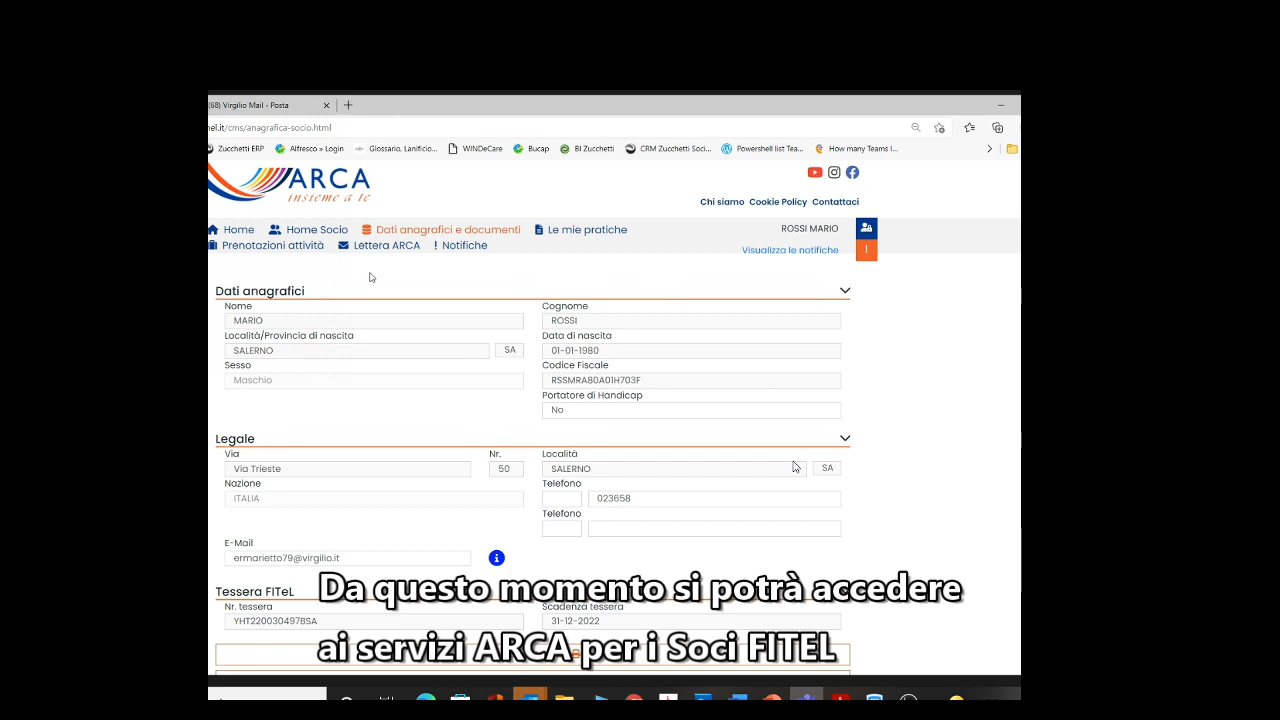 (68) Virgilio Mail - Posta
nel.it/cms/anagrafica-socio.html
Zucchetti ERP Alfresco » Login Glossario, Lanificio... WINDeCare Bucap BI Zucchetti CRM Zucchetti Soci... Powershell list Tea... How many Teams l...
ARCA
insieme a te
Chi siamo Cookie Policy Contattaci
Home Home Socio Dati anagrafici e documenti Le mie pratiche ROSSI MARIO
Prenotazioni attività Lettera ARCA ! Notifiche Visualizza le notifiche !
Dati anagrafici
Nome Cognome
MARIO ROSSI
Località/Provincia di nascita Data di nascita
SALERNO SA 01-01-1980
Sesso Codice Fiscale
Maschio RSSMRA80A01H703F
Portatore di Handicap
No
Legale
Via Nr. Località
Via Trieste 50 SALERNO SA
Nazione Telefono
ITALIA 023658
Telefono
E-Mail
ermarietto79@virgilio.it
Tessera FITeL
Nr. tessera Scadenza tessera
YHT220030497BSA 31-12-2022
Da questo momento si potrà accedere
ai servizi ARCA per i Soci FITEL